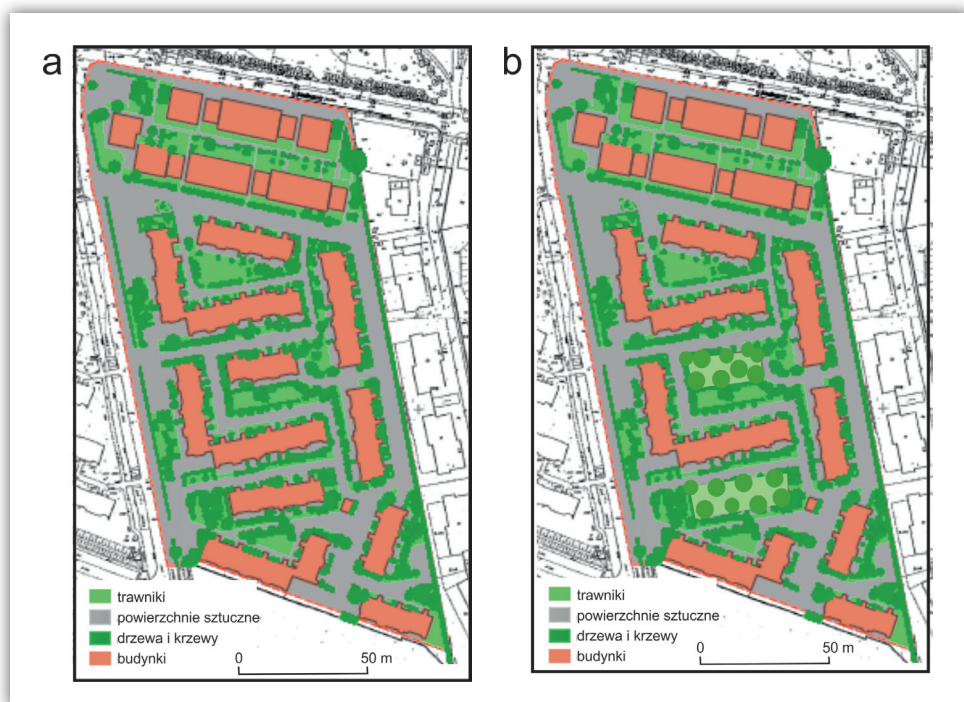 a
trawniki
powierzchnie sztuczne
drzewa i krzewy
budynki
0 50 m
b
trawniki
powierzchnie sztuczne
drzewa i krzewy
budynki
0 50 m